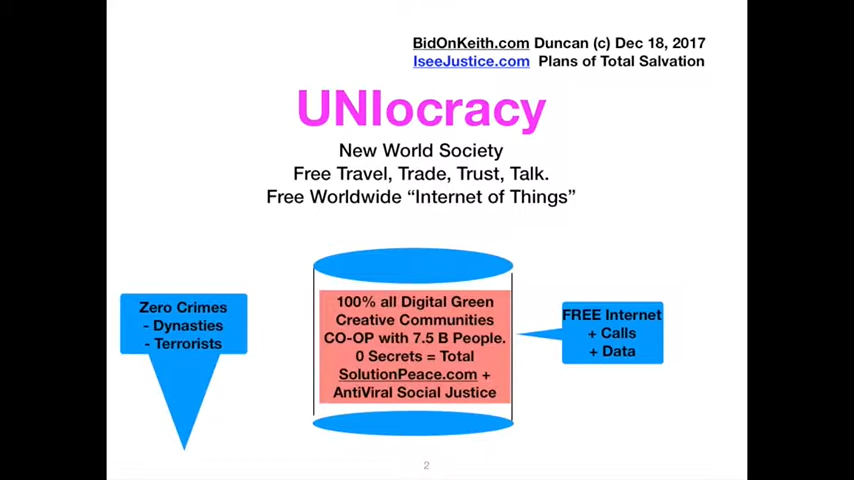 BidOnKeith.com Duncan (c) Dec 18, 2017
IseeJustice.com Plans of Total Salvation
UNIocracy
New World Society
Free Travel, Trade, Trust, Talk.
Free Worldwide “Internet of Things”
Zero Crimes
- Dynasties
- Terrorists
100% all Digital Green
Creative Communities
CO-OP with 7.5 B People.
0 Secrets = Total
SolutionPeace.com +
AntiViral Social Justice
FREE Internet
+ Calls
+ Data
2